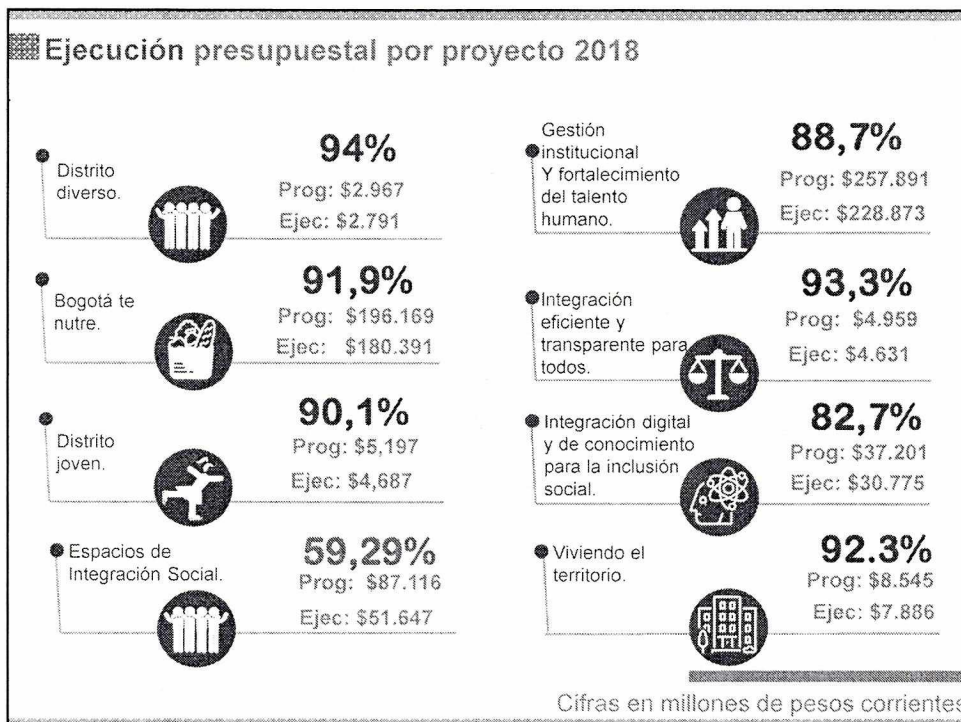 Ejecución presupuestal por proyecto 2018
Distrito
diverso.
94%
Prog: $2.967
Ejec: $2.791
Bogotá te
nutre.
91,9%
Prog: $196.169
Ejec: $180.391
Distrito
joven.
90,1%
Prog: $5,197
Ejec: $4,687
Espacios de
Integración Social.
59,29%
Prog: $87.116
Ejec: $51.647
Gestión
institucional
Y fortalecimiento
del talento
humano.
88,7%
Prog: $257.891
Ejec: $228.873
Integración
eficiente y
transparente para
todos.
93,3%
Prog: $4.959
Ejec: $4.631
Integración digital
y de conocimiento
para la inclusión
social.
82,7%
Prog: $37.201
Ejec: $30.775
Viviendo el
territorio.
92.3%
Prog: $8.545
Ejec: $7.886
Cifras en millones de pesos corrientes